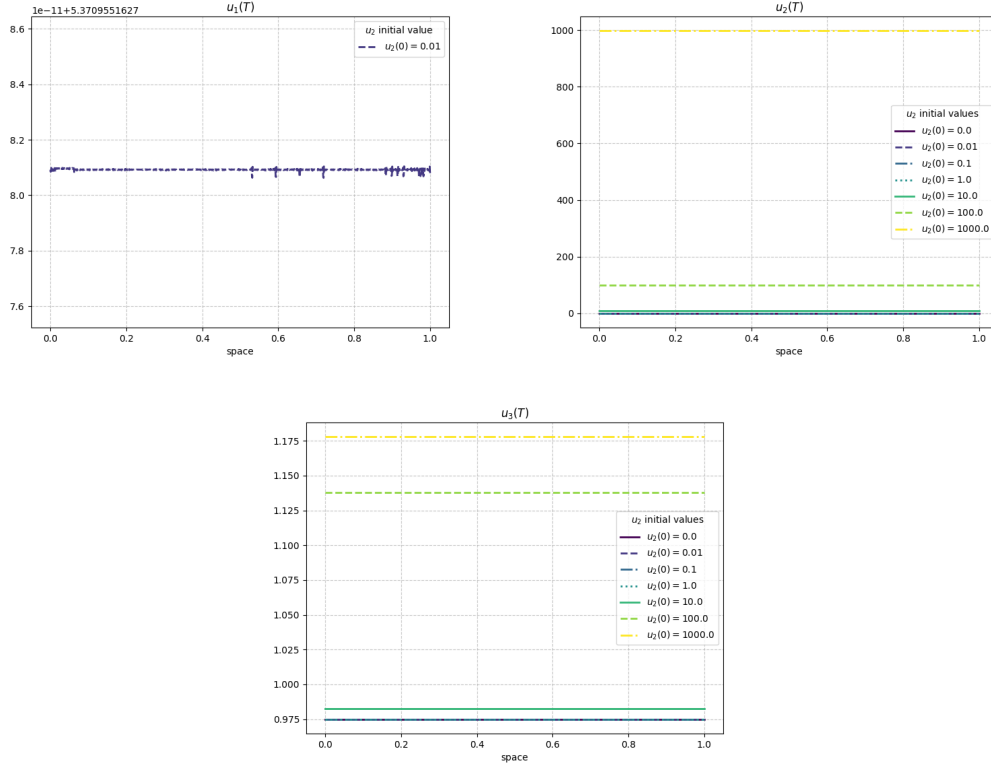 u₁(T)
1e-11+5.3709551627
8.6
8.4
8.2
8.0
7.8
7.6
0.0 0.2 0.4 0.6 0.8 1.0
space
u₂ initial value
u₂(0) = 0.01
u₂(T)
1000
800
600
400
200
0
0.0 0.2 0.4 0.6 0.8 1.0
space
u₂ initial values
u₂(0) = 0.0
u₂(0) = 0.01
u₂(0) = 0.1
u₂(0) = 1.0
u₂(0) = 10.0
u₂(0) = 100.0
u₂(0) = 1000.0
u₃(T)
1.175
1.150
1.125
1.100
1.075
1.050
1.025
1.000
0.975
0.0 0.2 0.4 0.6 0.8 1.0
space
u₂ initial values
u₂(0) = 0.0
u₂(0) = 0.01
u₂(0) = 0.1
u₂(0) = 1.0
u₂(0) = 10.0
u₂(0) = 100.0
u₂(0) = 1000.0